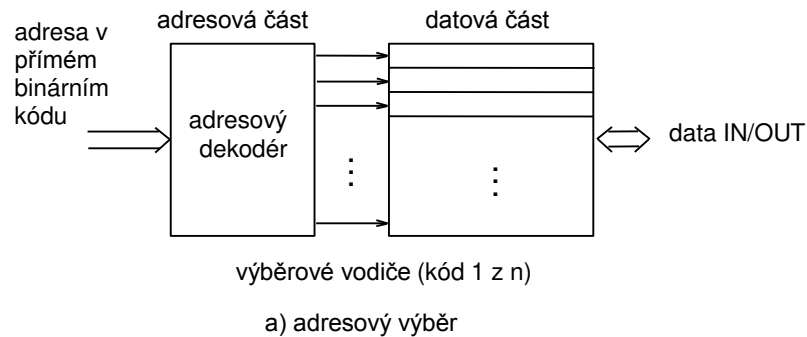 adresová část
datová část
adresa v
přímém
binárním
kódu
adresový
dekodér
data IN/OUT
výběrové vodiče (kód 1 z n)
a) adresový výběr